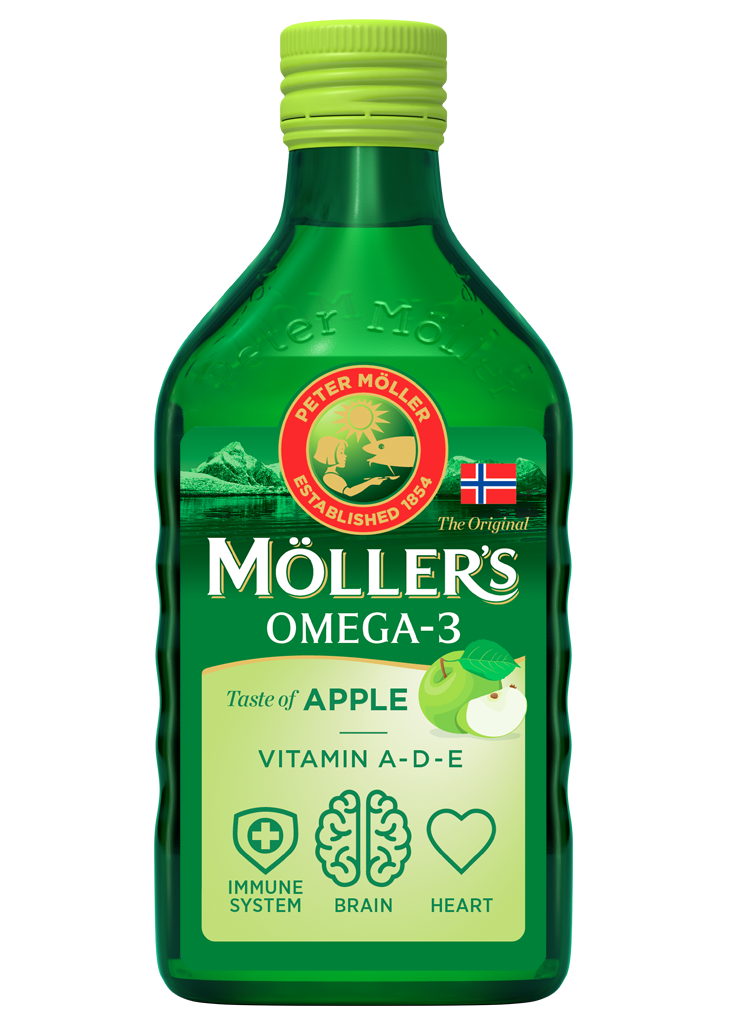 Peter Möller
PETER MÖLLER
ESTABLISHED 1854
The Original
MÖLLER'S
OMEGA-3
Taste of APPLE
VITAMIN A-D-E
IMMUNE
SYSTEM
BRAIN
HEART